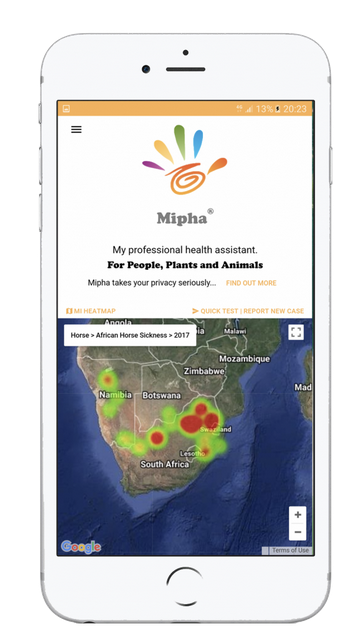 13% 20:23
Mipha®
My professional health assistant.
For People, Plants and Animals
Mipha takes your privacy seriously... FIND OUT MORE
MI HEATMAP QUICK TEST | REPORT NEW CASE
Angola
Malawi
Horse > African Horse Sickness > 2017
Mozambique
Zimbabwe
Namibia Botswana
Mad
Swaziland
Lesotho
South Africa
+
−
Google
Terms of Use